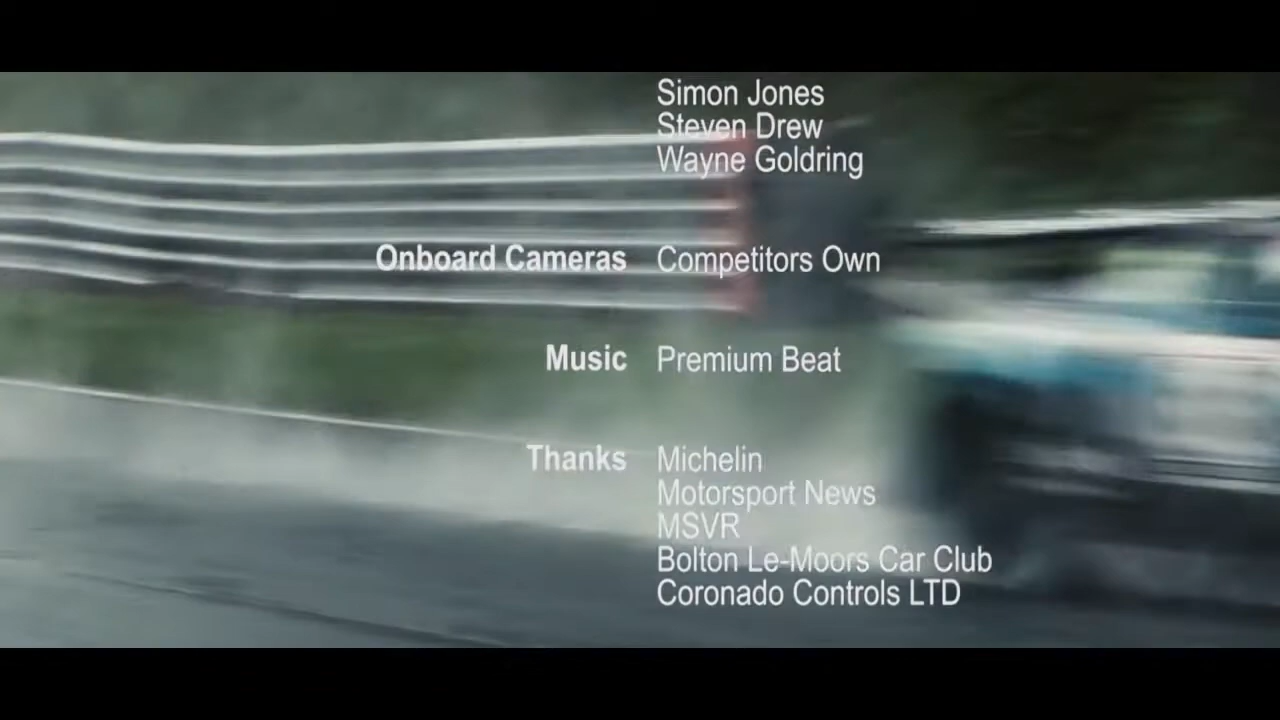 Simon Jones
Steven Drew
Wayne Goldring
Onboard Cameras Competitors Own
Music Premium Beat
Thanks Michelin
Motorsport News
MSVR
Bolton Le-Moors Car Club
Coronado Controls LTD